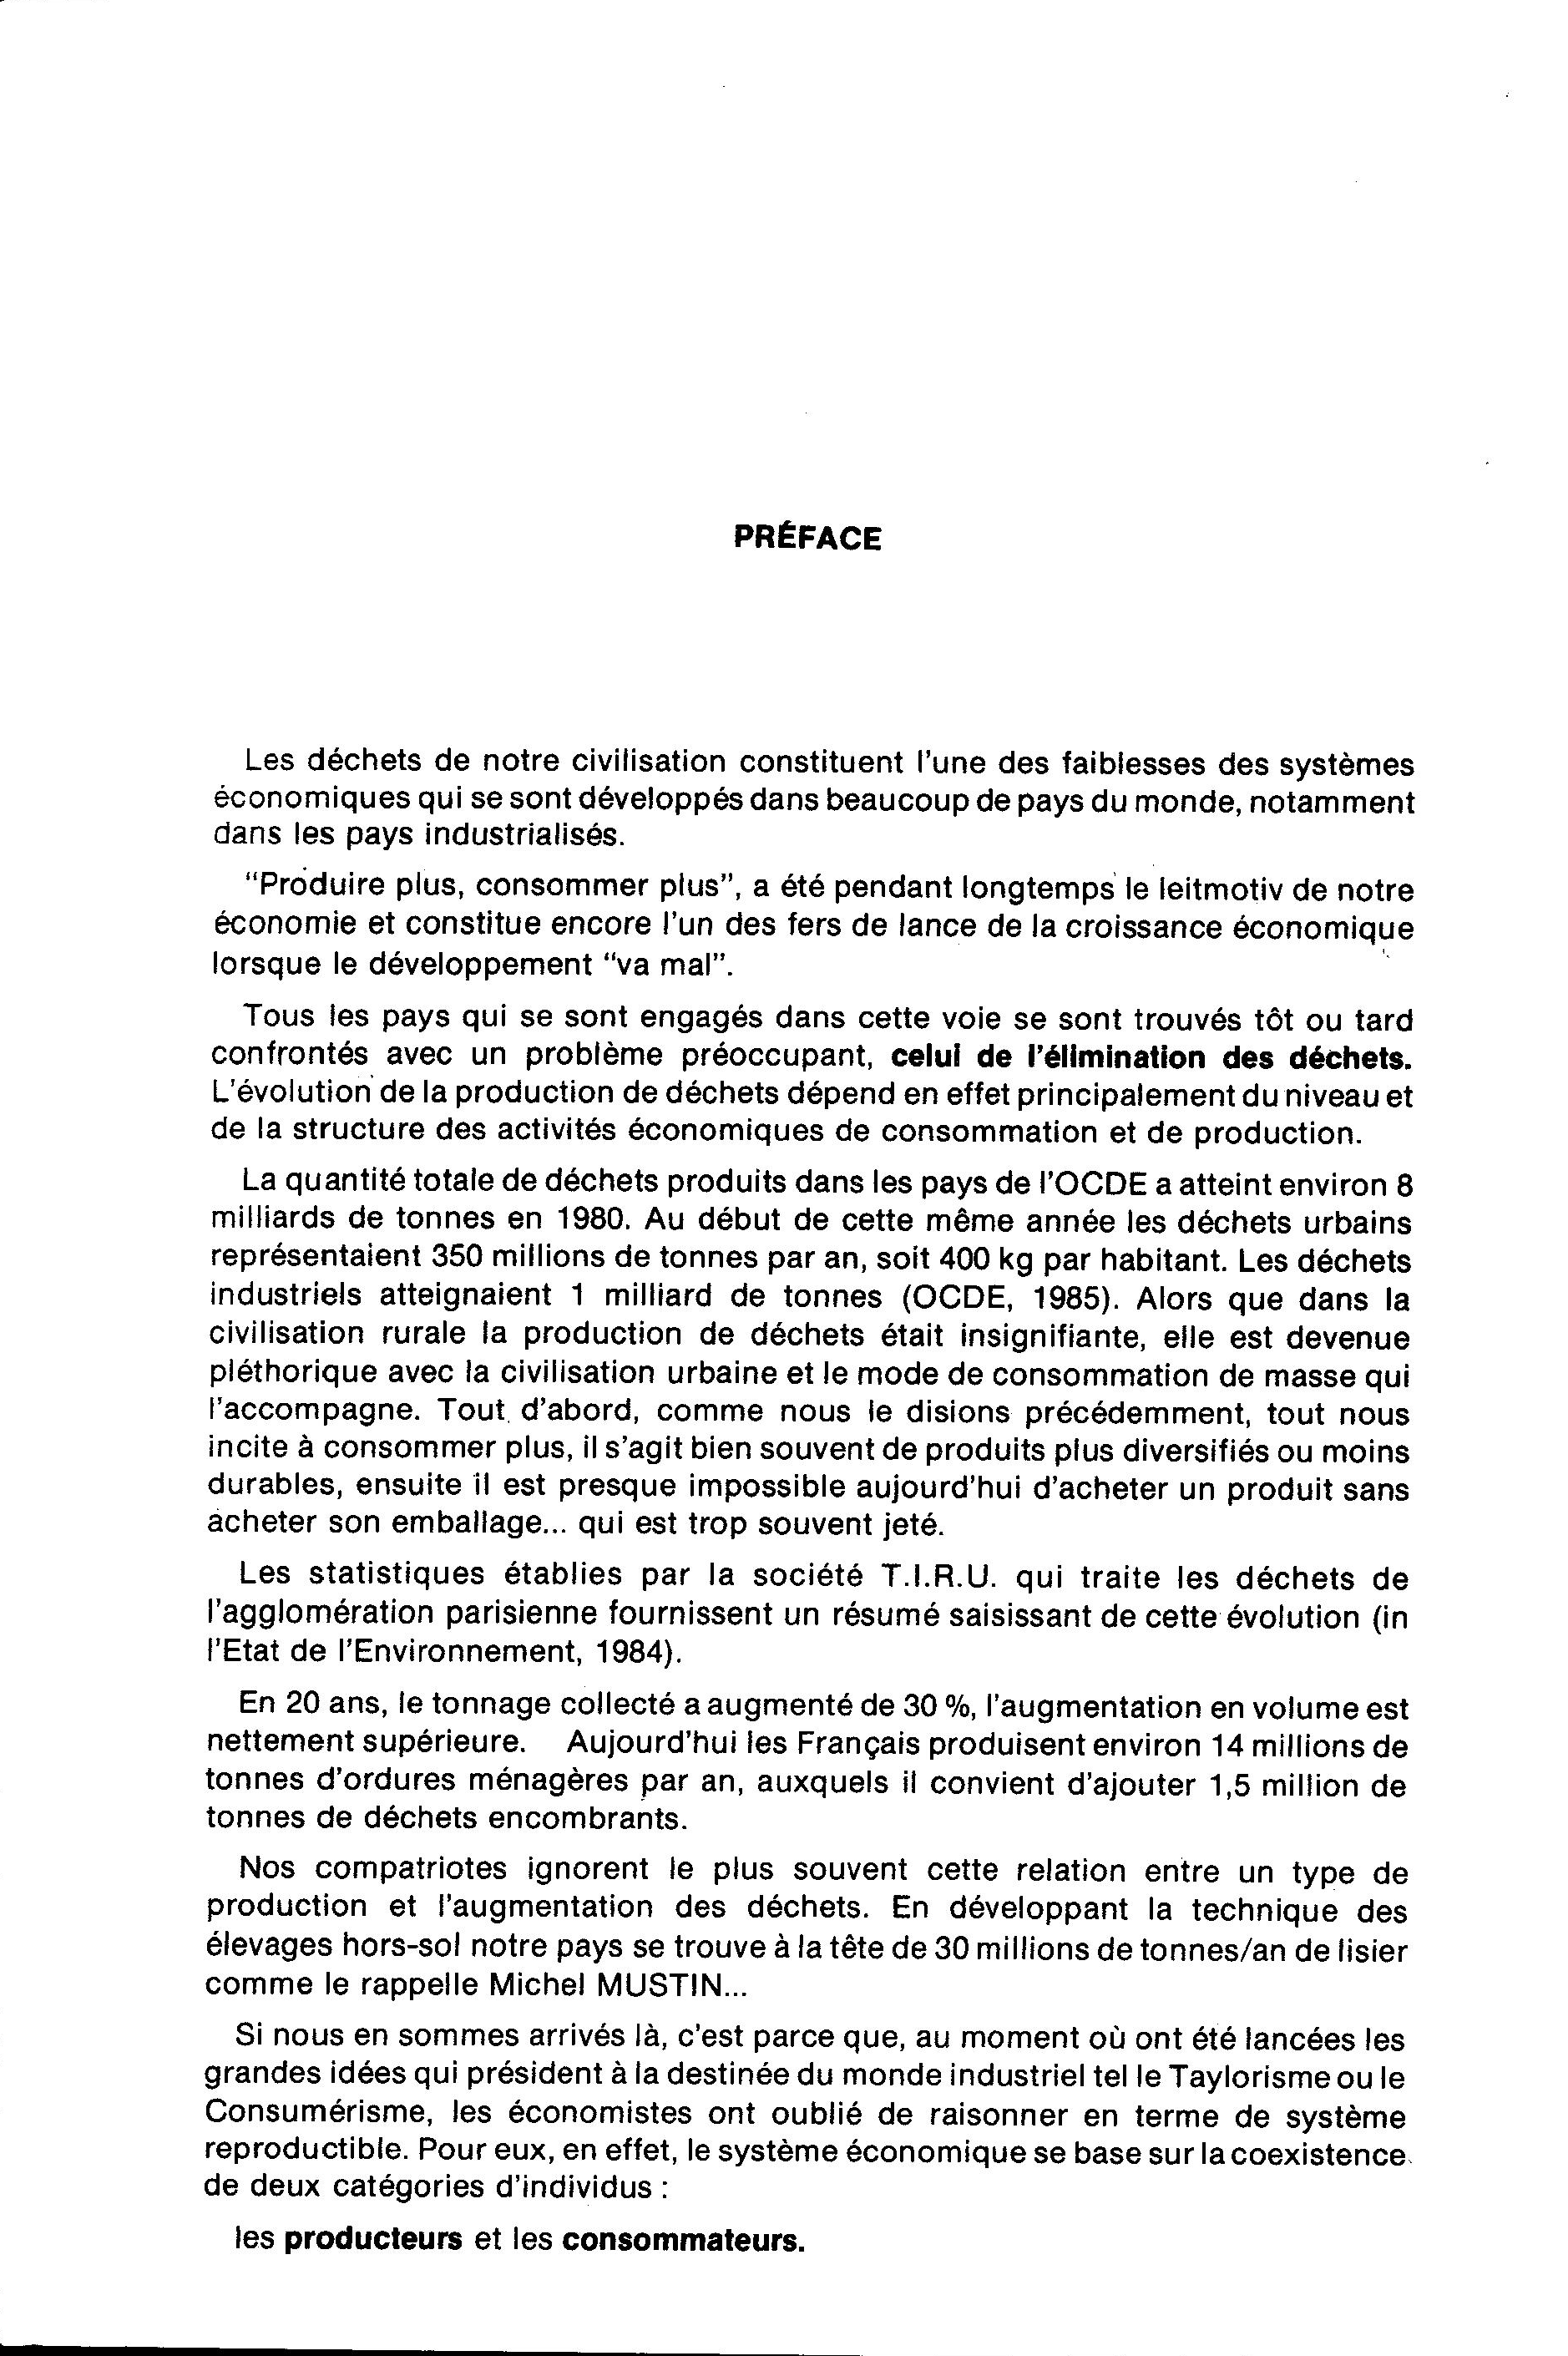 PRÉFACE
Les déchets de notre civilisation constituent l'une des faiblesses des systèmes
économiques qui se sont développés dans beaucoup de pays du monde, notamment
dans les pays industrialisés.
"Produire plus, consommer plus", a été pendant longtemps le leitmotiv de notre
économie et constitue encore l'un des fers de lance de la croissance économique
lorsque le développement "va mal".
Tous les pays qui se sont engagés dans cette voie se sont trouvés tôt ou tard
confrontés avec un problème préoccupant, celui de l'élimination des déchets.
L'évolution de la production de déchets dépend en effet principalement du niveau et
de la structure des activités économiques de consommation et de production.
La quantité totale de déchets produits dans les pays de l'OCDE a atteint environ 8
milliards de tonnes en 1980. Au début de cette même année les déchets urbains
représentaient 350 millions de tonnes par an, soit 400 kg par habitant. Les déchets
industriels atteignaient 1 milliard de tonnes (OCDE, 1985). Alors que dans la
civilisation rurale la production de déchets était insignifiante, elle est devenue
pléthorique avec la civilisation urbaine et le mode de consommation de masse qui
l'accompagne. Tout d'abord, comme nous le disions précédemment, tout nous
incite à consommer plus, il s'agit bien souvent de produits plus diversifiés ou moins
durables, ensuite il est presque impossible aujourd'hui d'acheter un produit sans
acheter son emballage... qui est trop souvent jeté.
Les statistiques établies par la société T.I.R.U. qui traite les déchets de
l'agglomération parisienne fournissent un résumé saisissant de cette évolution (in
l'Etat de l'Environnement, 1984).
En 20 ans, le tonnage collecté a augmenté de 30 %, l'augmentation en volume est
nettement supérieure. Aujourd'hui les Français produisent environ 14 millions de
tonnes d'ordures ménagères par an, auxquels il convient d'ajouter 1,5 million de
tonnes de déchets encombrants.
Nos compatriotes ignorent le plus souvent cette relation entre un type de
production et l'augmentation des déchets. En développant la technique des
élevages hors-sol notre pays se trouve à la tête de 30 millions de tonnes/an de lisier
comme le rappelle Michel MUSTIN...
Si nous en sommes arrivés là, c'est parce que, au moment où ont été lancées les
grandes idées qui président à la destinée du monde industriel tel le Taylorisme ou le
Consumérisme, les économistes ont oublié de raisonner en terme de système
reproductible. Pour eux, en effet, le système économique se base sur la coexistence
de deux catégories d'individus :
les producteurs et les consommateurs.